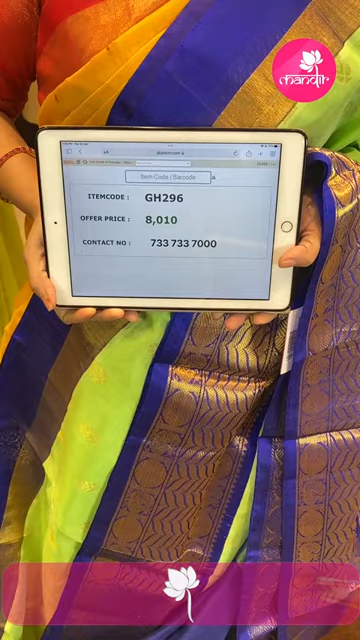 mandir
Item Code / Barcode
ITEMCODE : GH296
OFFER PRICE : 8,010
CONTACT NO : 733 733 7000